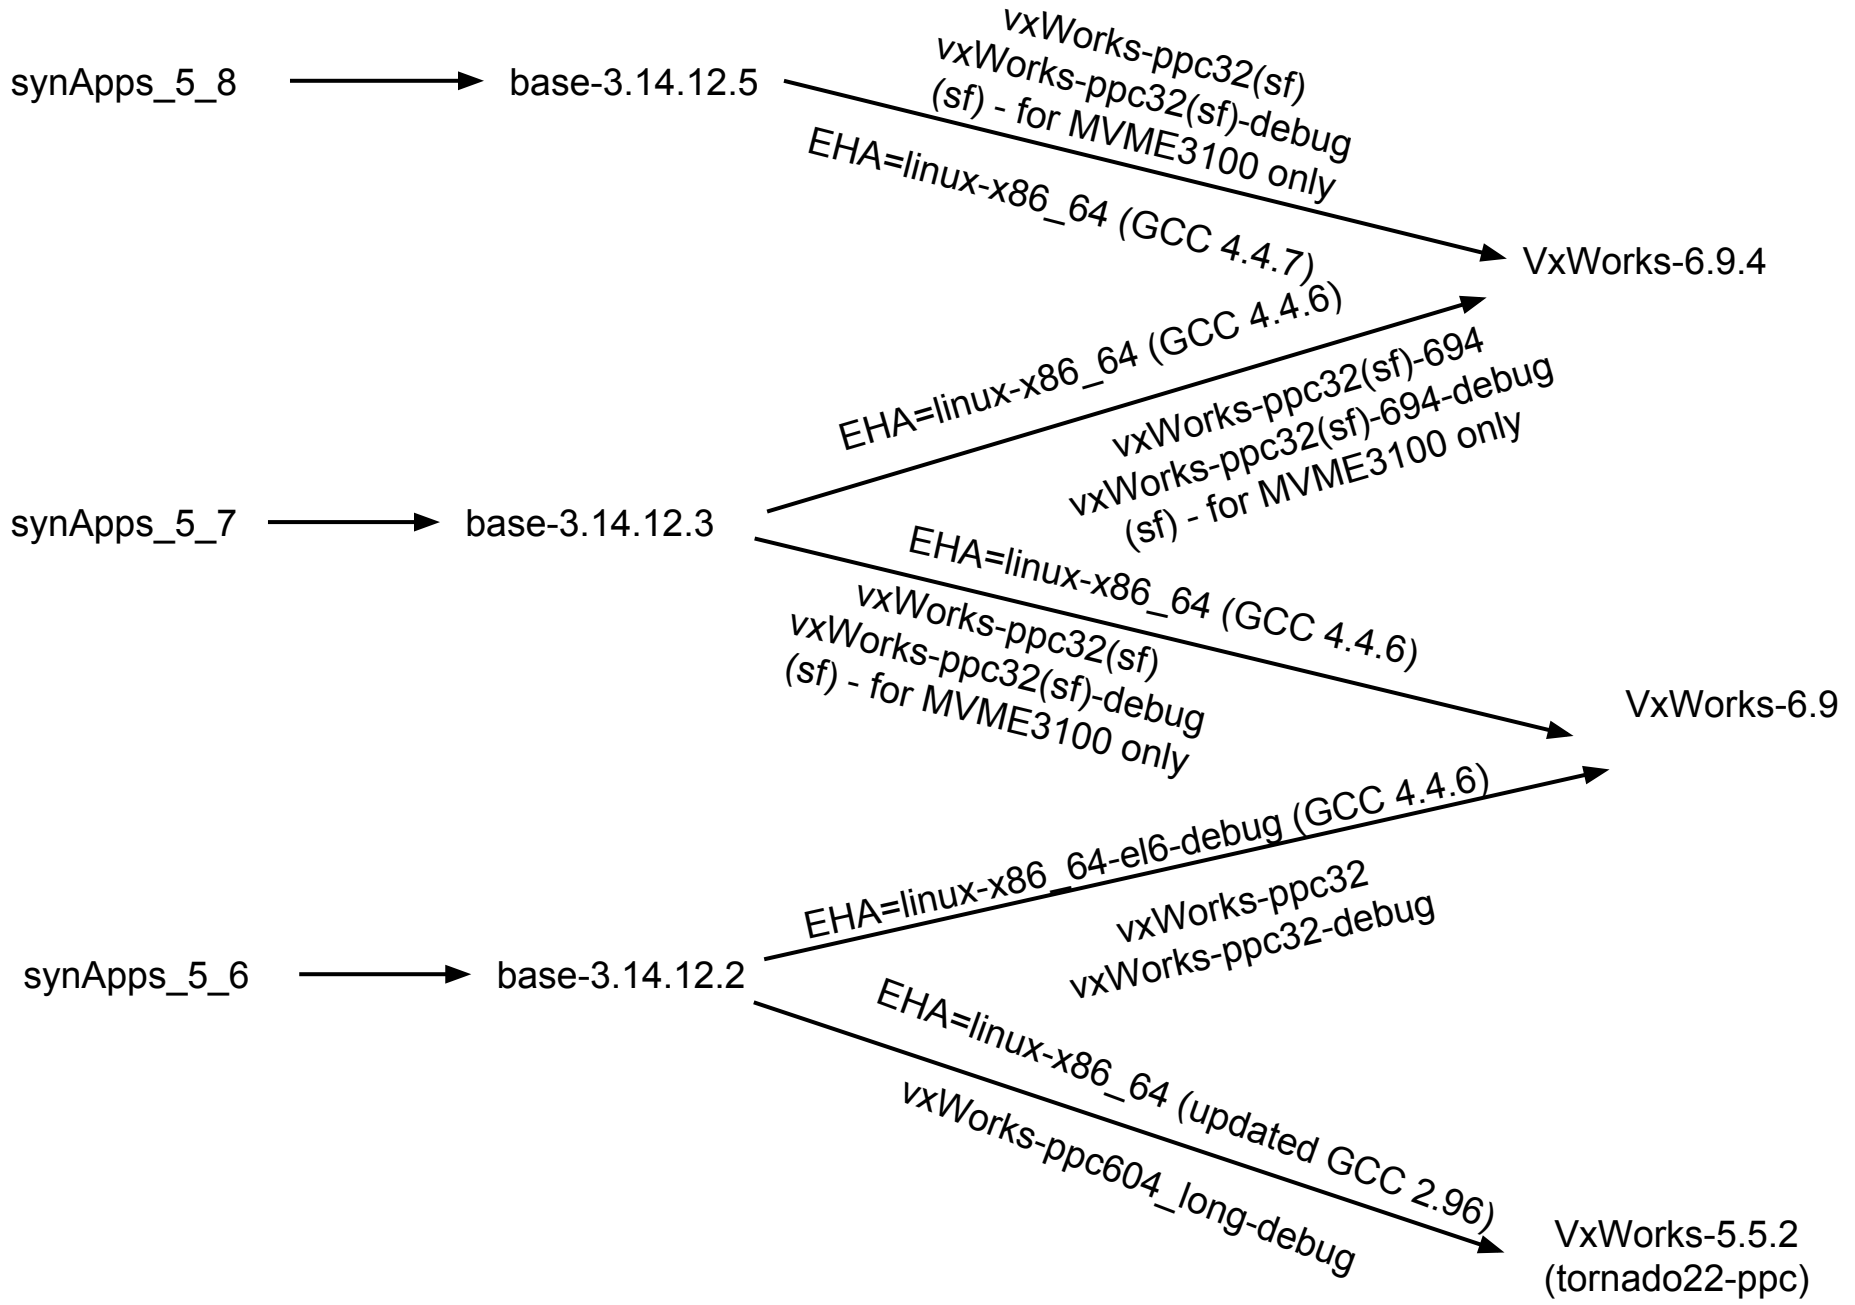 synApps_5_8
base-3.14.12.5
vxWorks-ppc32(sf)
vxWorks-ppc32(sf)-debug
(sf) - for MVME3100 only
EHA=linux-x86_64 (GCC 4.4.7)
VxWorks-6.9.4
EHA=linux-x86_64 (GCC 4.4.6)
vxWorks-ppc32(sf)-694
vxWorks-ppc32(sf)-694-debug
(sf) - for MVME3100 only
synApps_5_7
base-3.14.12.3
EHA=linux-x86_64 (GCC 4.4.6)
vxWorks-ppc32(sf)
vxWorks-ppc32(sf)-debug
(sf) - for MVME3100 only
VxWorks-6.9
EHA=linux-x86_64-el6-debug (GCC 4.4.6)
vxWorks-ppc32
vxWorks-ppc32-debug
synApps_5_6
base-3.14.12.2
EHA=linux-x86_64 (updated GCC 2.96)
vxWorks-ppc604_long-debug
VxWorks-5.5.2
(tornado22-ppc)